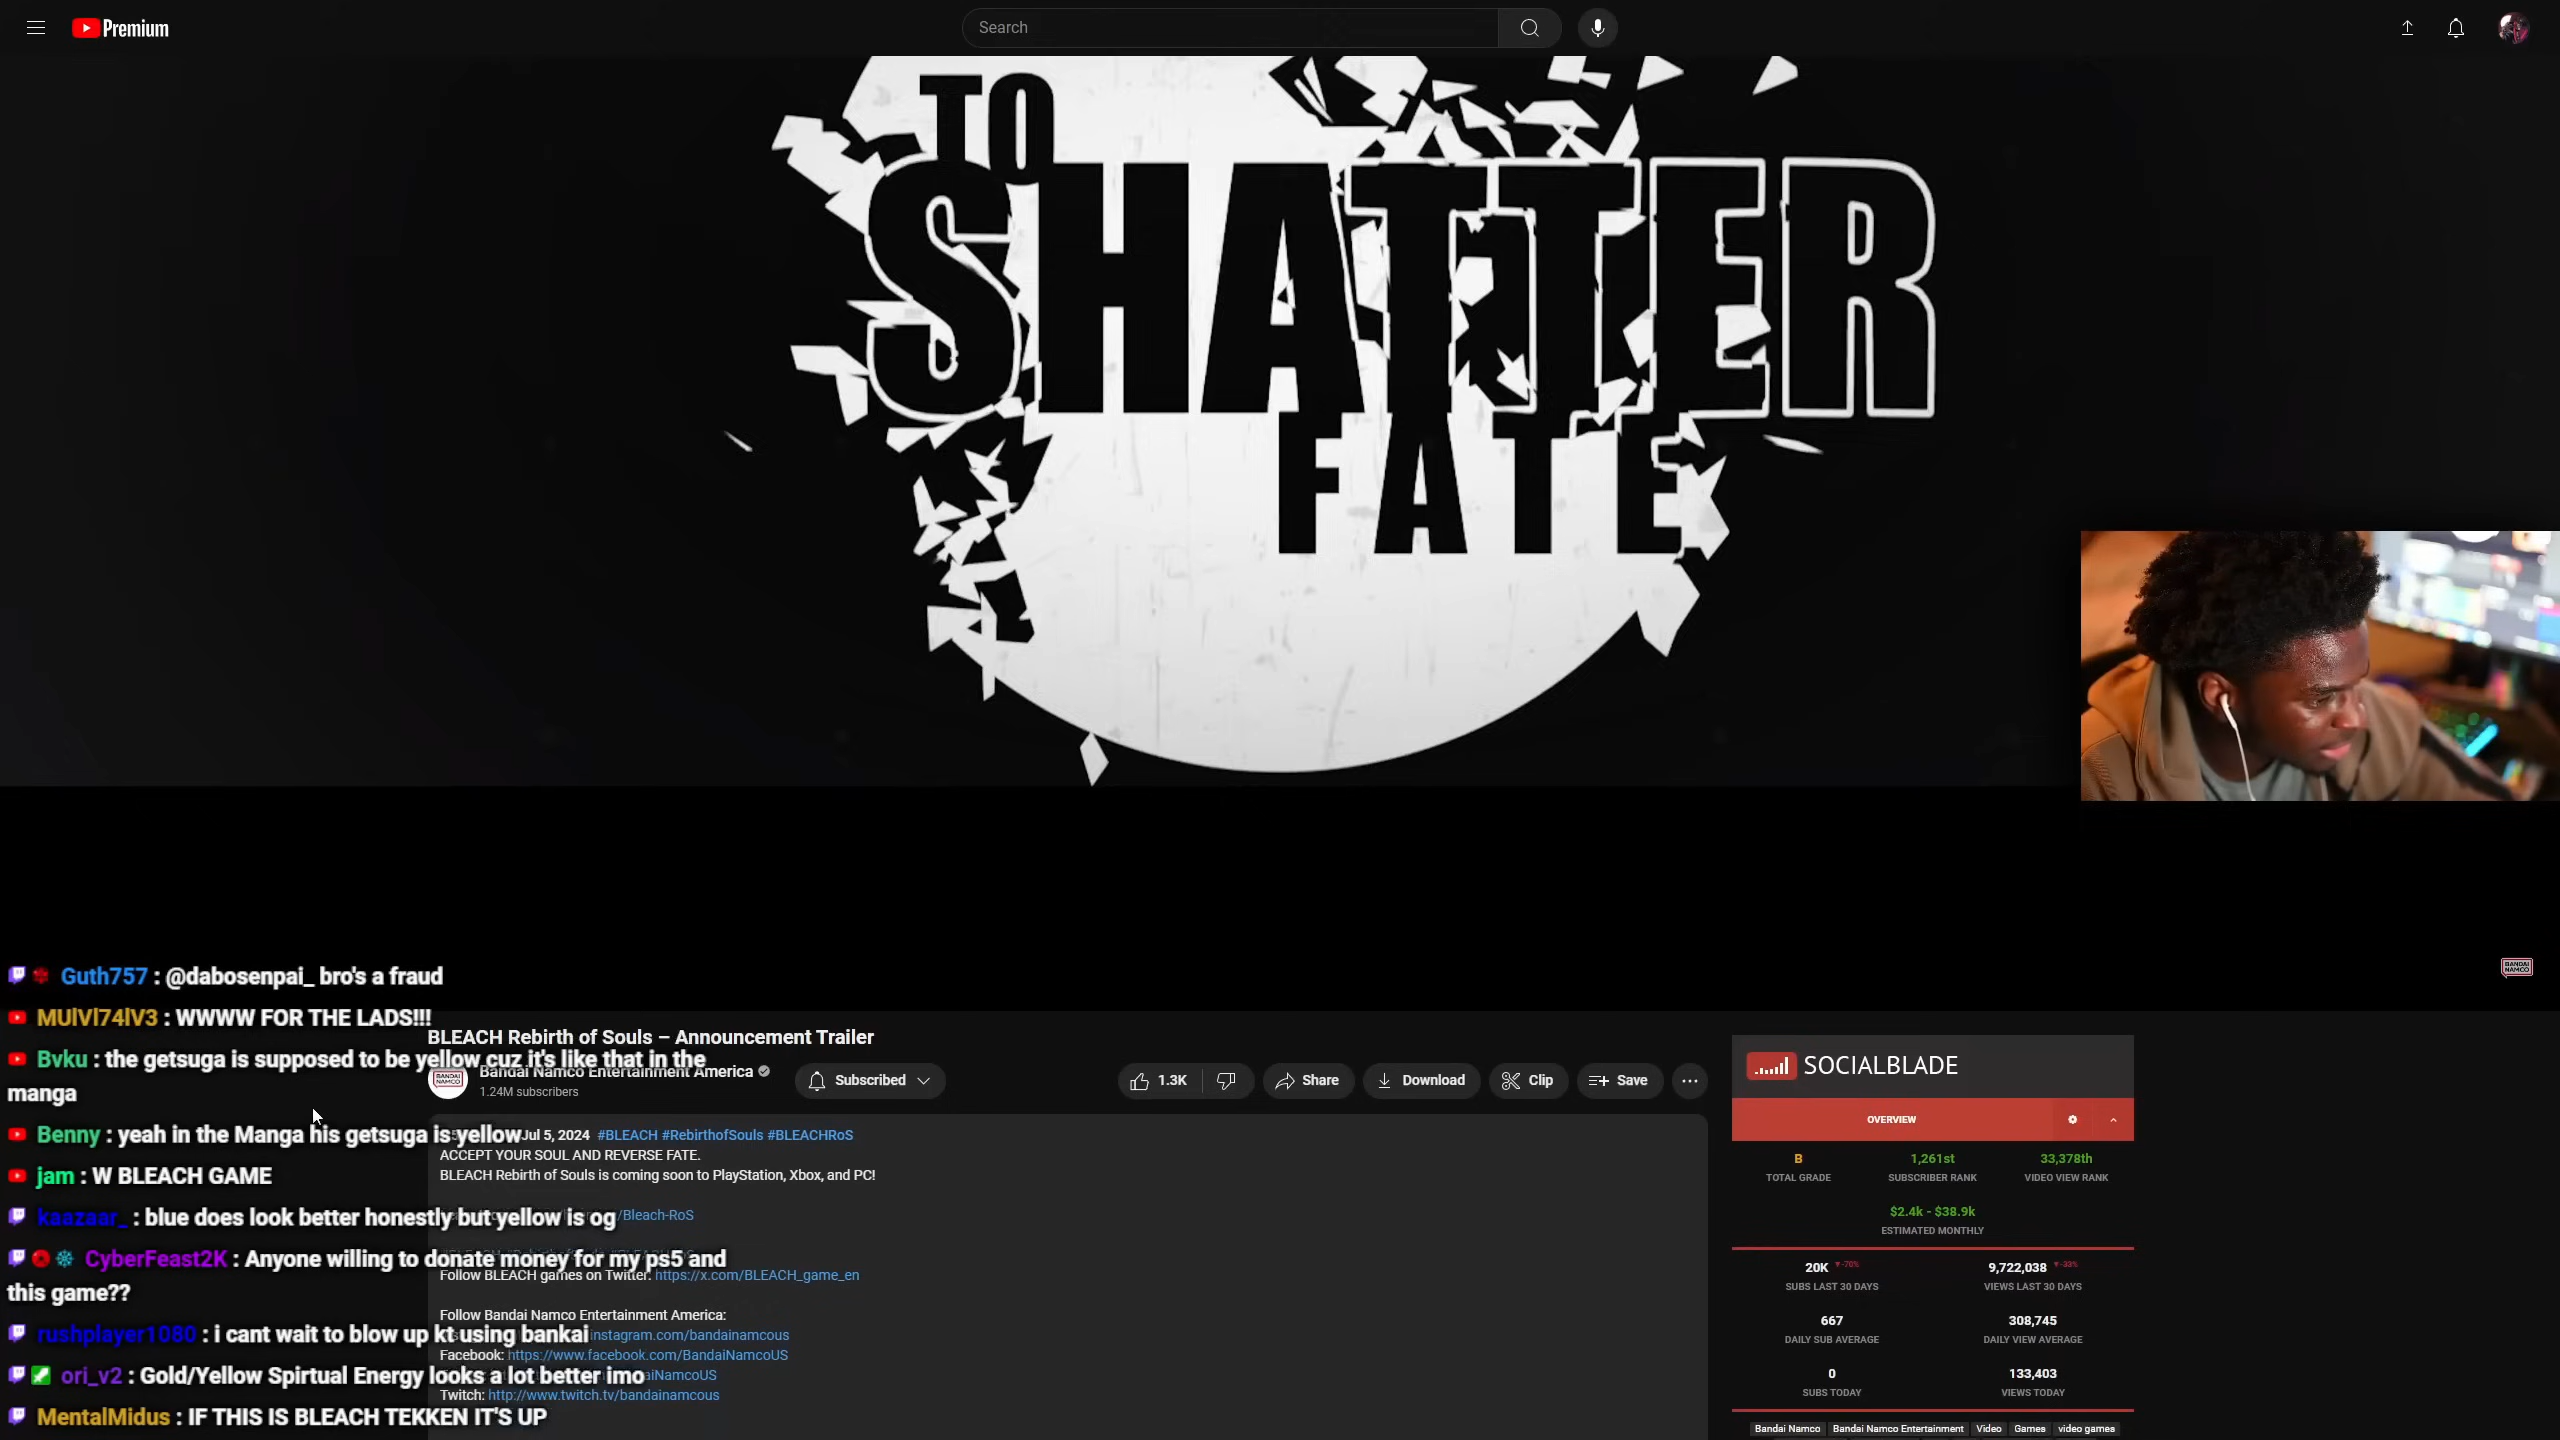 Premium
Search
TO
SHATTER
FATE
BANDAI
NAMCO
Guth757 : @dabosenpai_ bro's a fraud
MUlVl74lV3 : WWWW FOR THE LADS!!!
BLEACH Rebirth of Souls – Announcement Trailer
Bvku : the getsuga is supposed to be yellow cuz it's like that in the
manga
Bandai Namco Entertainment America
1.24M subscribers
Subscribed
1.3K
Share
Download
Clip
Save
Benny : yeah in the Manga his getsuga is yellow
Jul 5, 2024 #BLEACH #RebirthofSouls #BLEACHRoS
ACCEPT YOUR SOUL AND REVERSE FATE.
jam : W BLEACH GAME
BLEACH Rebirth of Souls is coming soon to PlayStation, Xbox, and PC!
kaazaar_ : blue does look better honestly but yellow is og
/Bleach-RoS
CyberFeast2K : Anyone willing to donate money for my ps5 and
this game??
Follow BLEACH games on Twitter: https://x.com/BLEACH_game_en
Follow Bandai Namco Entertainment America:
rushplayer1080 : i cant wait to blow up kt using bankai
instagram.com/bandainamcous
Facebook: https://www.facebook.com/BandaiNamcoUS
ori_v2 : Gold/Yellow Spirtual Energy looks a lot better imo
aiNamcoUS
Twitch: http://www.twitch.tv/bandainamcous
MentalMidus : IF THIS IS BLEACH TEKKEN IT'S UP
SOCIALBLADE
OVERVIEW
B
TOTAL GRADE
1,261st
SUBSCRIBER RANK
33,378th
VIDEO VIEW RANK
$2.4k - $38.9k
ESTIMATED MONTHLY
20K -70%
SUBS LAST 30 DAYS
9,722,038 -33%
VIEWS LAST 30 DAYS
667
DAILY SUB AVERAGE
308,745
DAILY VIEW AVERAGE
0
SUBS TODAY
133,403
VIEWS TODAY
Bandai Namco Bandai Namco Entertainment Video Games video games